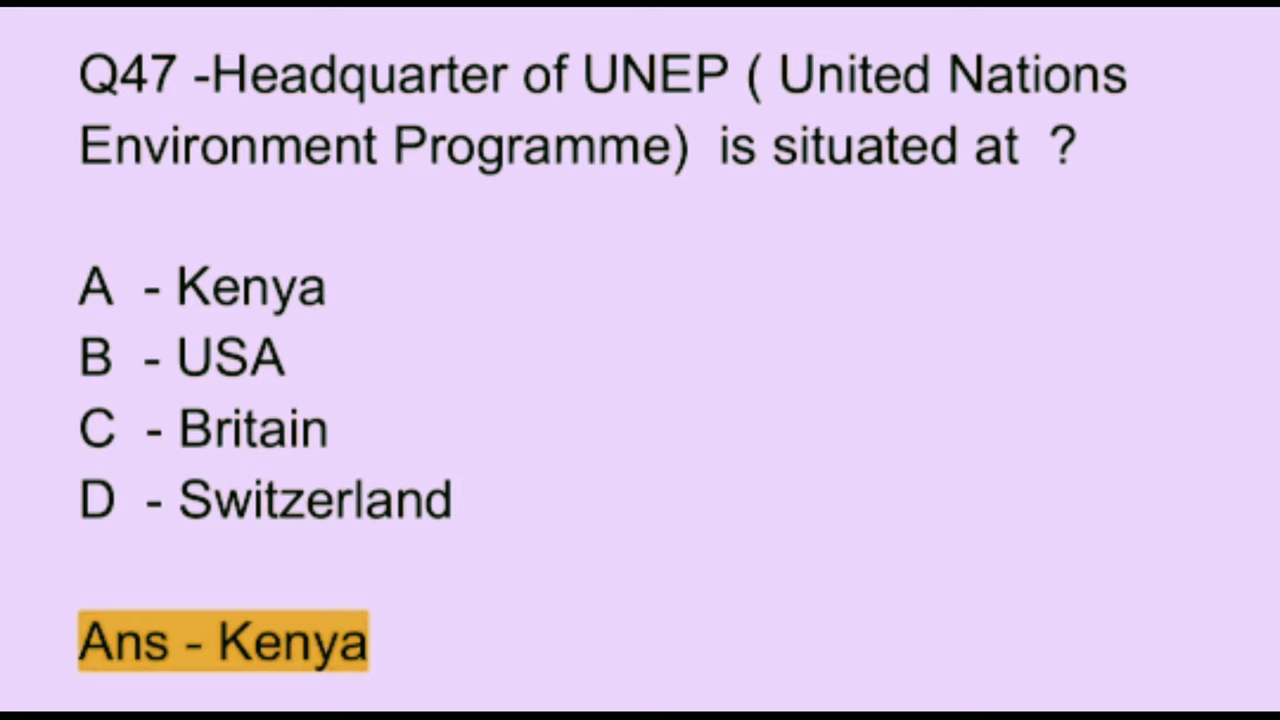 Q47 -Headquarter of UNEP ( United Nations
Environment Programme)  is situated at  ?
A  - Kenya
B  - USA
C  - Britain
D  - Switzerland
Ans - Kenya